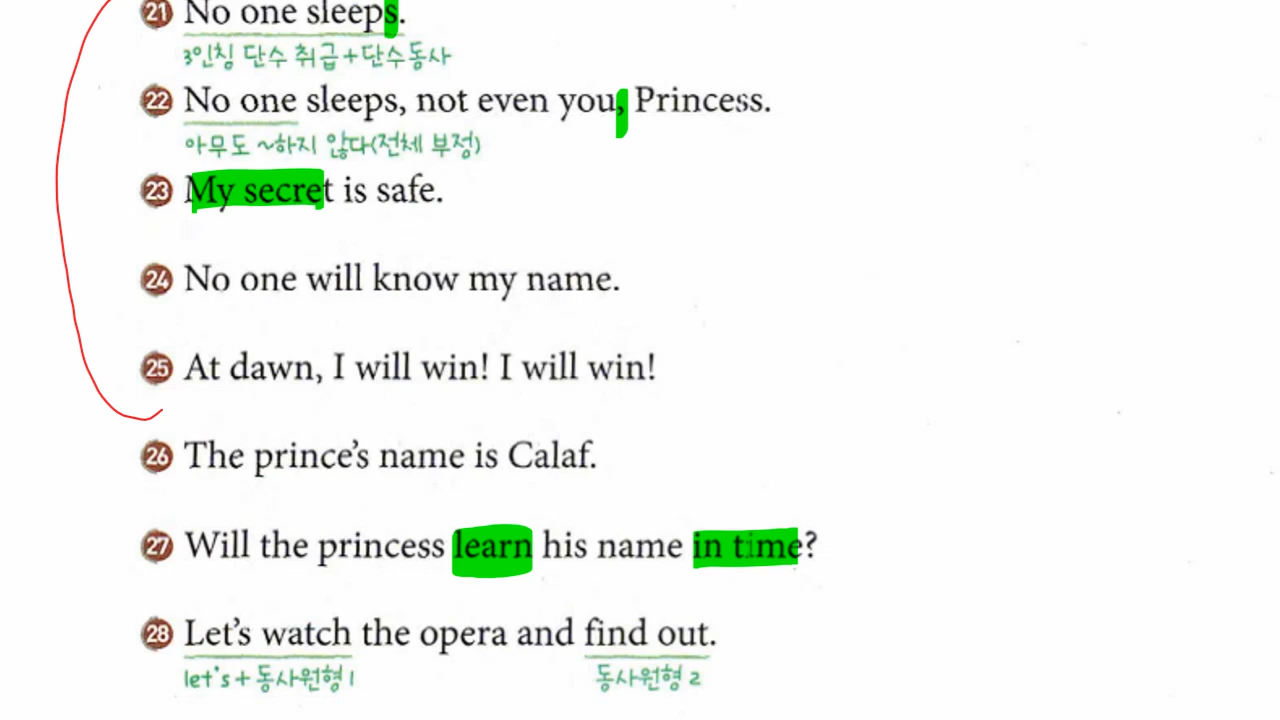 21 No one sleeps.
3인칭 단수 취급+단수동사
22 No one sleeps, not even you, Princess.
아무도 ~하지 않다(전체 부정)
23 My secret is safe.
24 No one will know my name.
25 At dawn, I will win! I will win!
26 The prince’s name is Calaf.
27 Will the princess learn his name in time?
28 Let’s watch the opera and find out.
let's+동사원형1 동사원형2